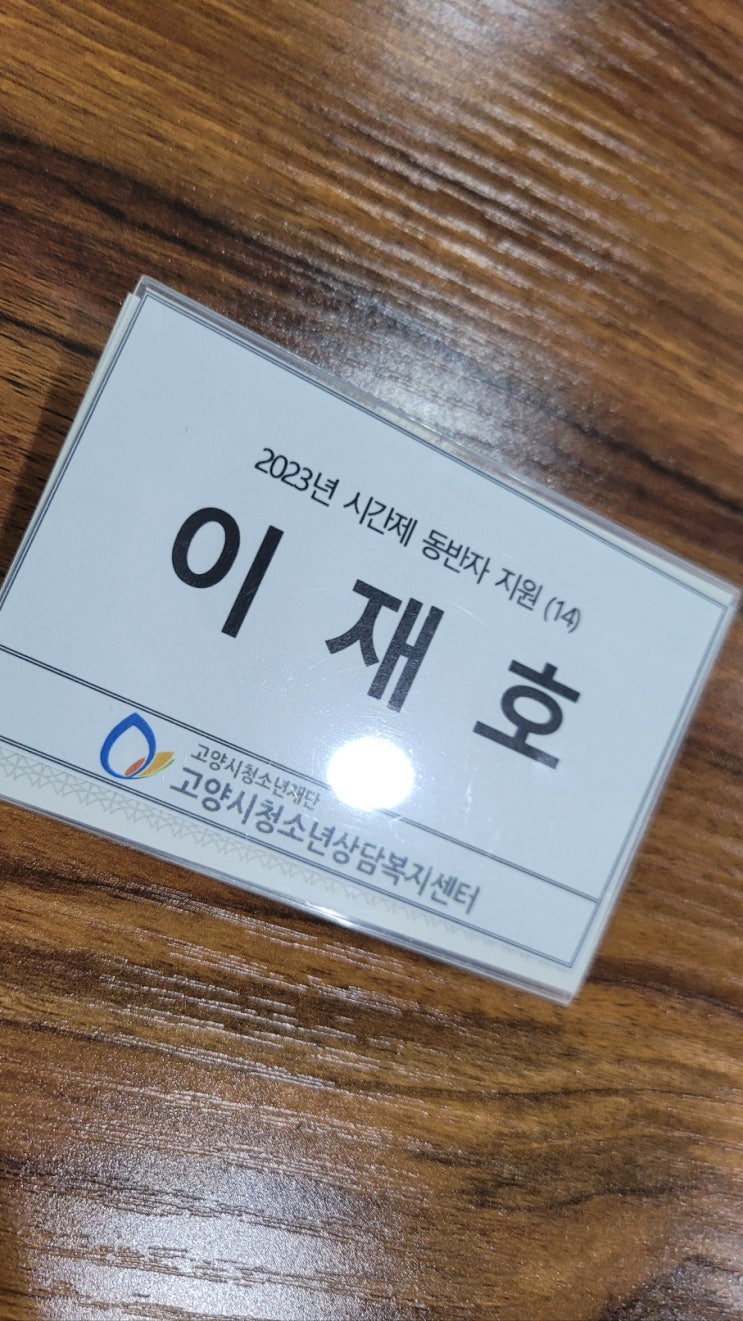 2023년 시간제 동반자 지원 (14)
이 재 호
고양시청소년재단
고양시청소년상담복지센터